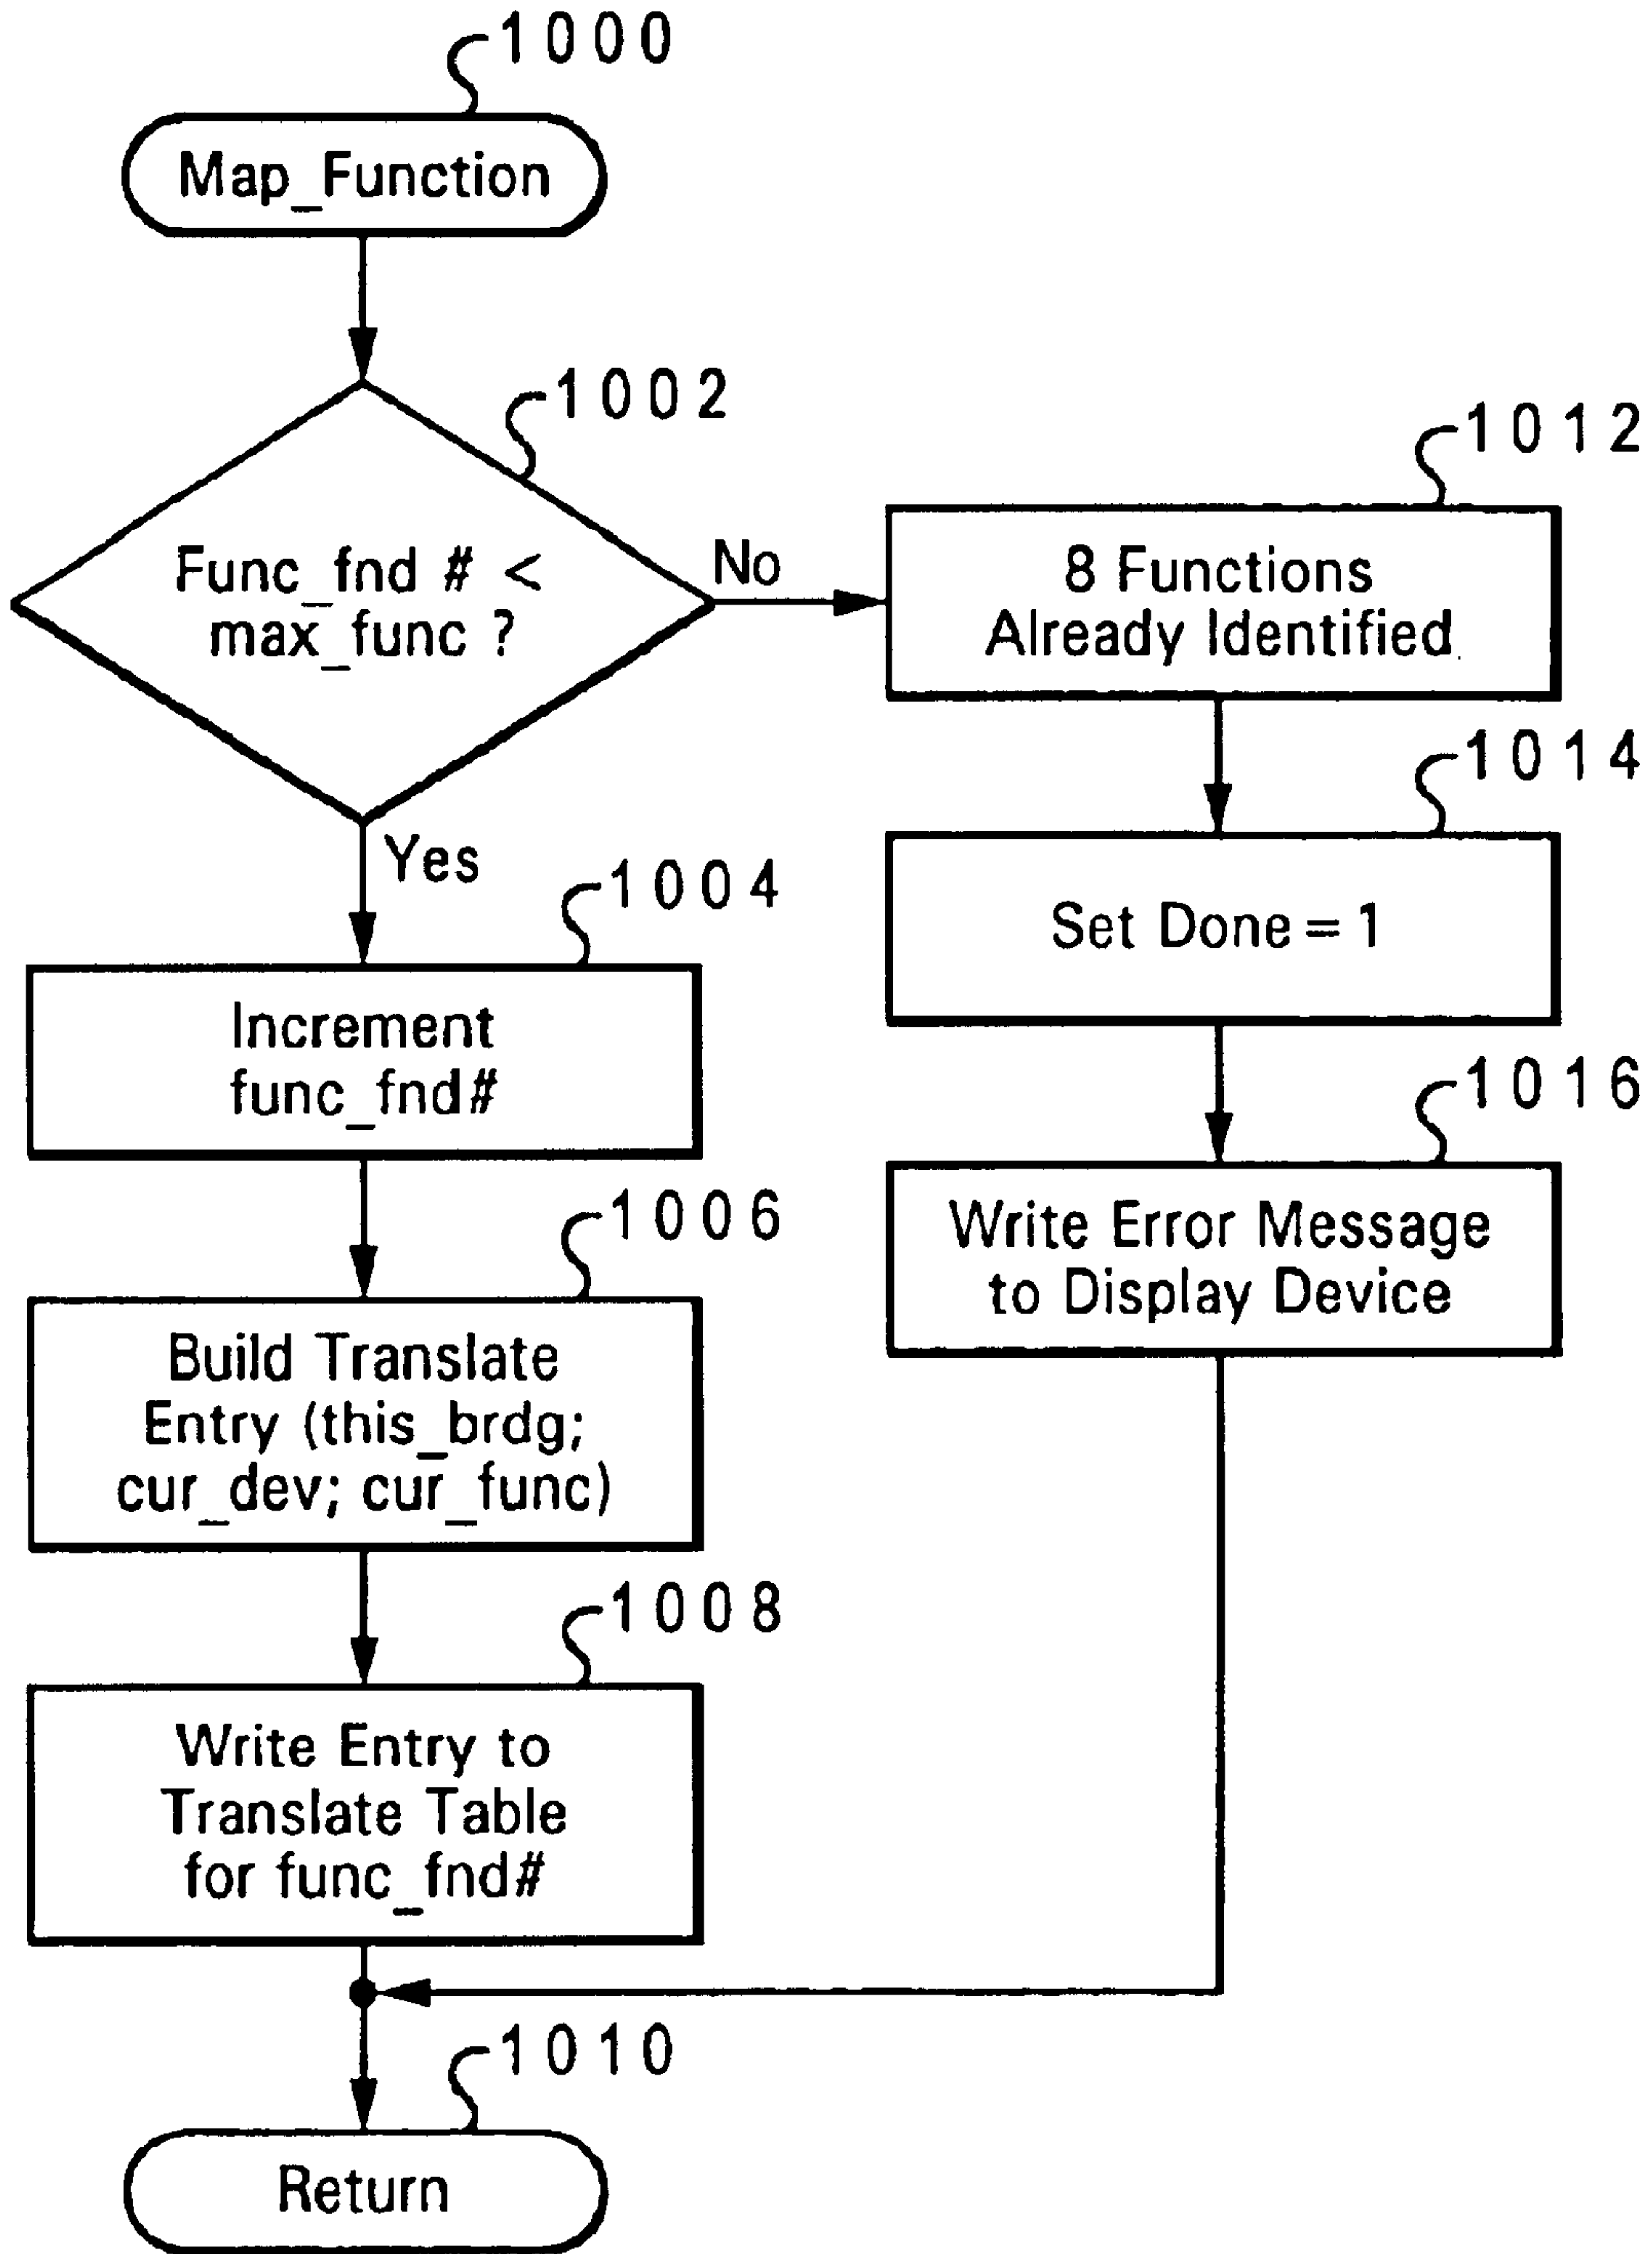 1000
Map_Function
1002
Func_fnd # <
max_func ?
No
Yes
1004
Increment
func_fnd#
1006
Build Translate
Entry (this_brdg;
cur_dev; cur_func)
1008
Write Entry to
Translate Table
for func_fnd#
1012
8 Functions
Already Identified
1014
Set Done = 1
1016
Write Error Message
to Display Device
1010
Return